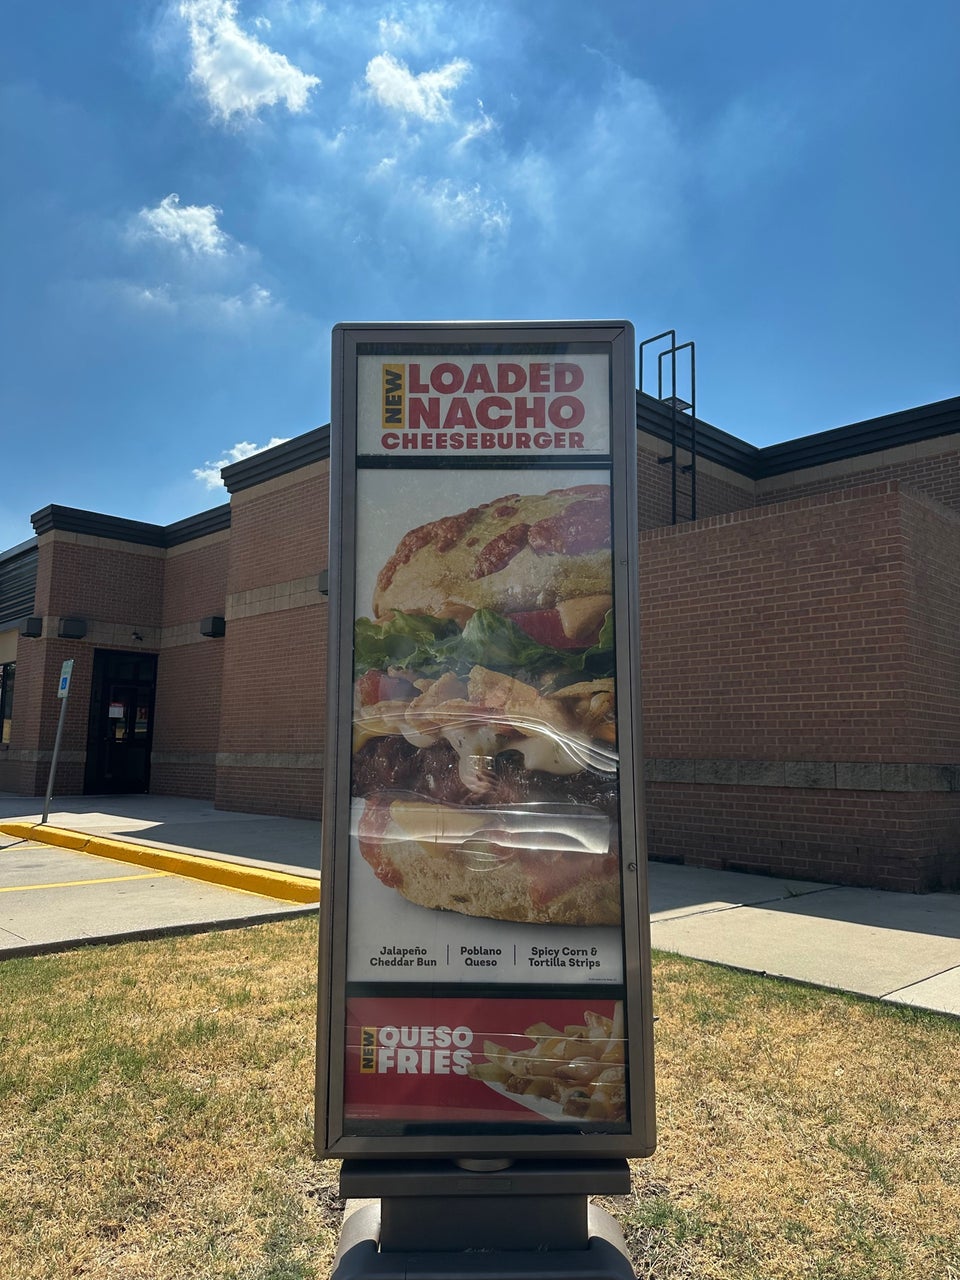 NEW
LOADED
NACHO
CHEESEBURGER
Jalapeño
Cheddar Bun
Poblano
Queso
Spicy Corn &
Tortilla Strips
NEW
QUESO
FRIES